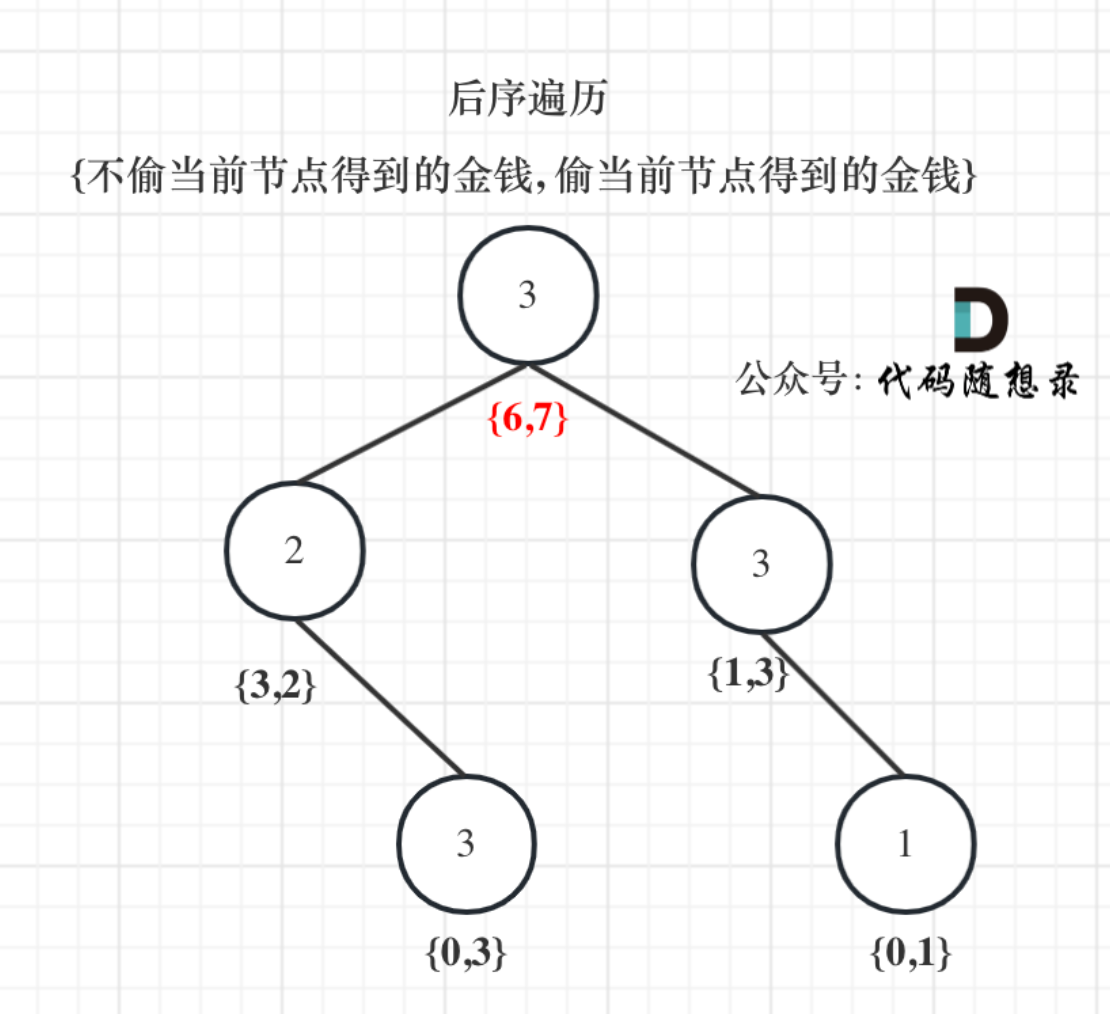 后序遍历
{不偷当前节点得到的金钱,偷当前节点得到的金钱}
3
D
公众号:代码随想录
{6,7}
2
3
{3,2}
{1,3}
3
1
{0,3}
{0,1}